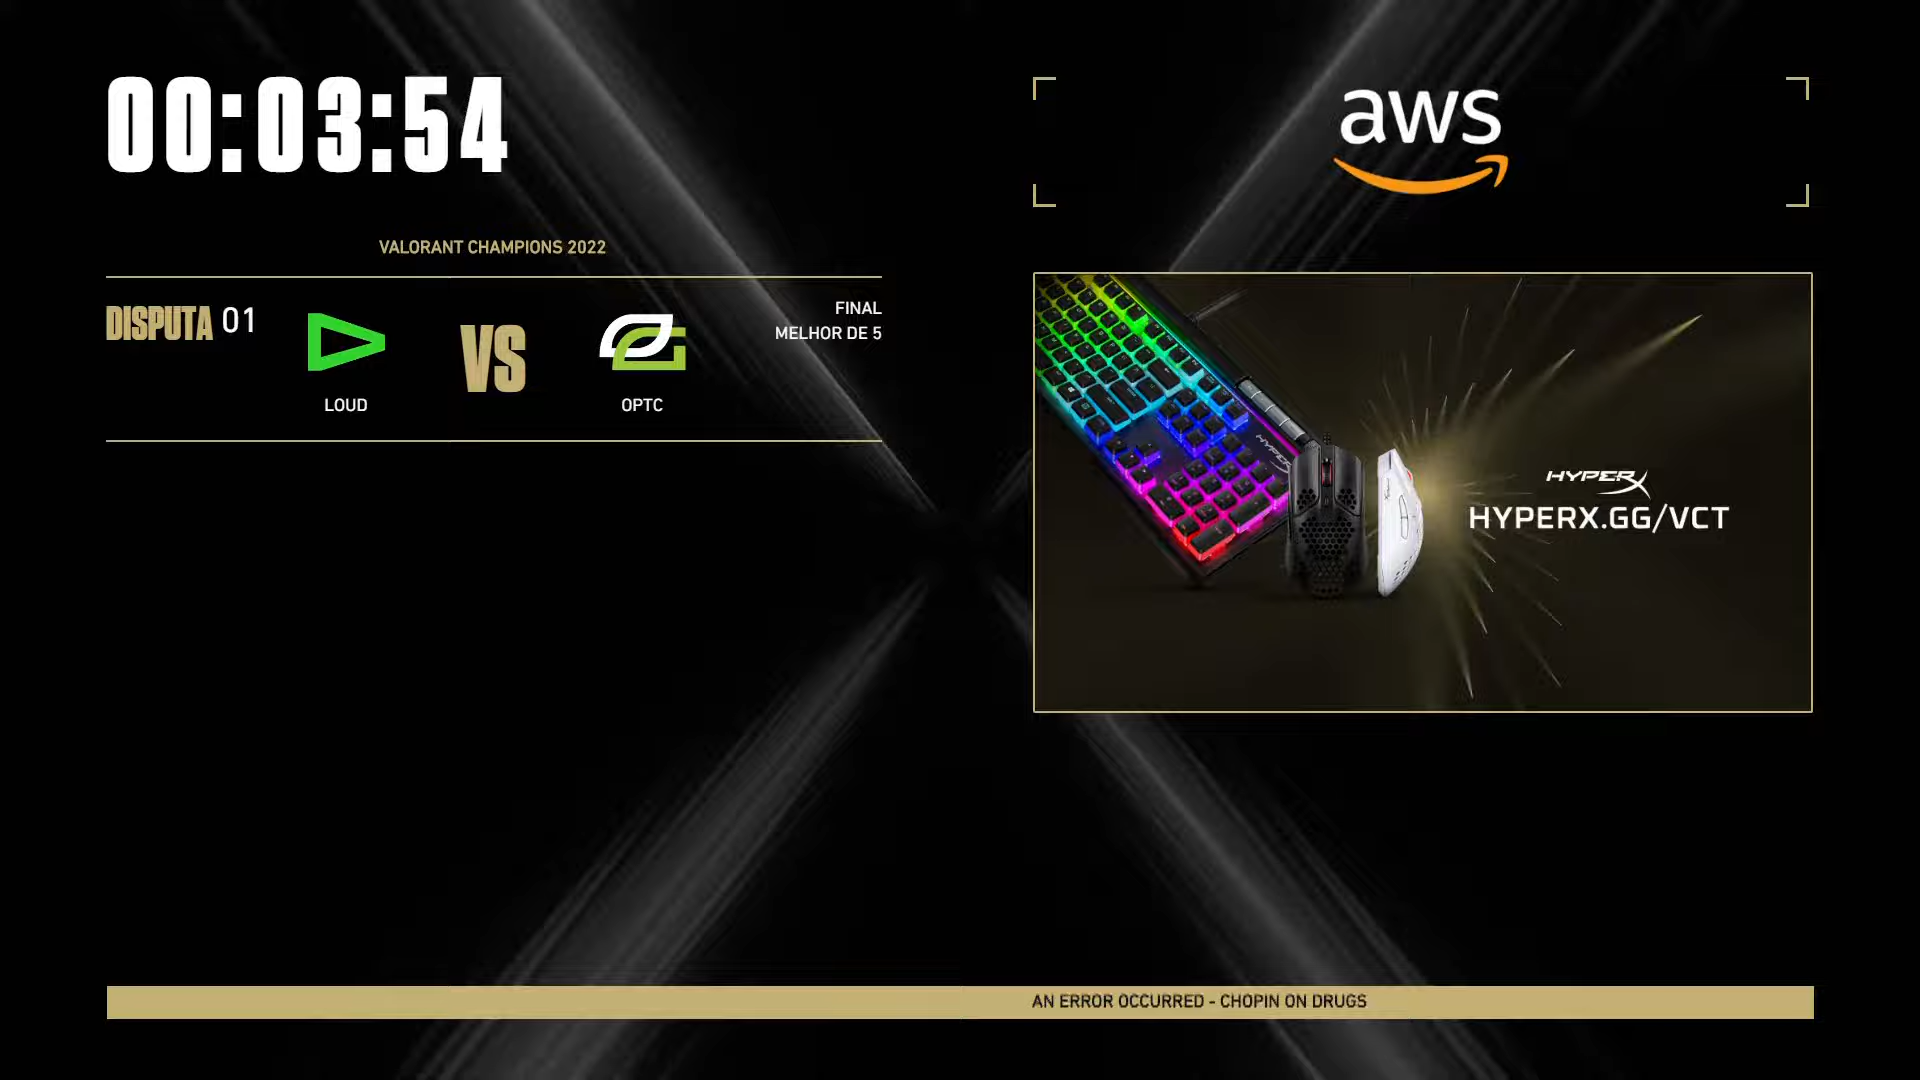 00:03:54
aws
VALORANT CHAMPIONS 2022
DISPUTA 01
LOUD
VS
OPTC
FINAL
MELHOR DE 5
HYPERX
HYPERX
HYPERX.GG/VCT
AN ERROR OCCURRED - CHOPIN ON DRUGS